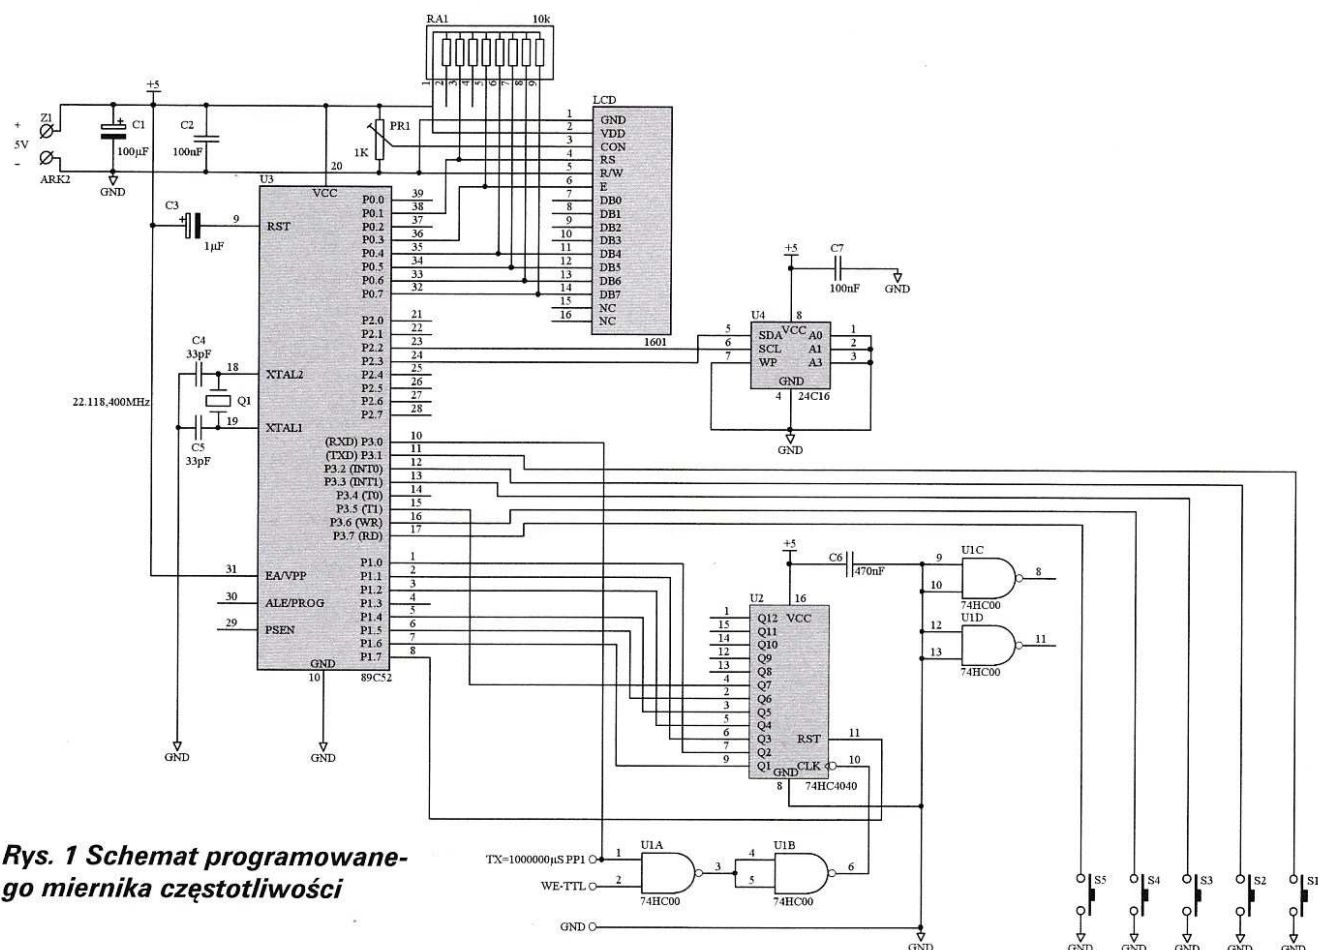 RA1 10k
1 2 3 4 5 6 7 8 9
+5
Z1
+
5V
-
ARK2
C1
+
100µF
GND
C2
100nF
PR1
1K
LCD
1 GND
2 VDD
3 CON
4 RS
5 R/W
6 E
7 DB0
8 DB1
9 DB2
10 DB3
11 DB4
12 DB5
13 DB6
14 DB7
15 NC
16 NC
1601
U3
20
VCC
C3
+
1µF
9 RST
P0.0 39
P0.1 38
P0.2 37
P0.3 36
P0.4 35
P0.5 34
P0.6 33
P0.7 32
P2.0 21
P2.1 22
P2.2 23
P2.3 24
P2.4 25
P2.5 26
P2.6 27
P2.7 28
C4
33pF
18 XTAL2
22.118,400MHz
Q1
19 XTAL1
C5
33pF
(RXD) P3.0 10
(TXD) P3.1 11
P3.2 (INT0) 12
P3.3 (INT1) 13
P3.4 (T0) 14
P3.5 (T1) 15
P3.6 (WR) 16
P3.7 (RD) 17
31 EA/VPP
30 ALE/PROG
29 PSEN
P1.0 1
P1.1 2
P1.2 3
P1.3 4
P1.4 5
P1.5 6
P1.6 7
P1.7 8
GND
10
89C52
GND
GND
+5
C7
100nF
GND
U4
8
VCC
5 SDA A0 1
6 SCL A1 2
7 WP A3 3
GND
4 24C16
GND
+5
C6
470nF
U2
16
1 Q12 VCC
15 Q11
14 Q10
12 Q9
13 Q8
4 Q7
2 Q6
3 Q5
5 Q4
6 Q3 RST 11
7 Q2
9 Q1 CLK 10
GND
8 74HC4040
U1C
9
10
8
74HC00
U1D
12
13
11
74HC00
TX=1000000µS PP1
WE-TTL
GND
U1A
1
2
3
74HC00
U1B
4
5
6
74HC00
GND
S5 S4 S3 S2 S1
GND GND GND GND GND
Rys. 1 Schemat programowane-
go miernika częstotliwości